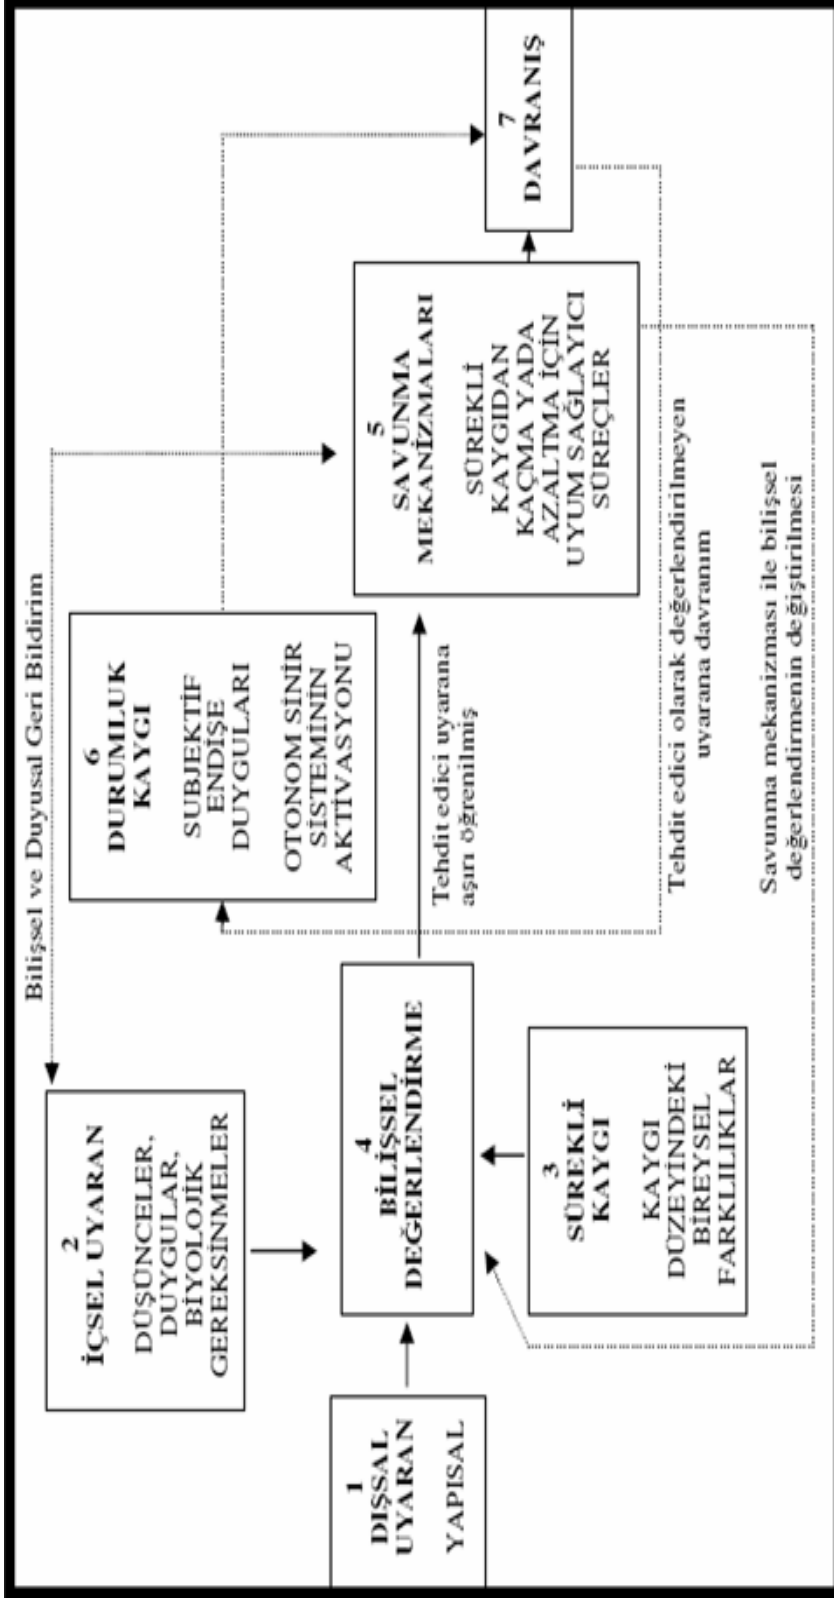 Bilişsel ve Duyusal Geri Bildirim
1
DIŞSAL
UYARAN
YAPISAL
2
İÇSEL UYARAN
DÜŞÜNCELER,
DUYGULAR,
BİYOLOJİK
GEREKSİNMELER
3
SÜREKLİ
KAYGI
KAYGI
DÜZEYİNDEKİ
BİREYSEL
FARKLILIKLAR
4
BİLİŞSEL
DEĞERLENDİRME
Tehdit edici uyarana
aşırı öğrenilmiş
5
SAVUNMA
MEKANİZMALARI
SÜREKLİ
KAYGIDAN
KAÇMA YADA
AZALTMA İÇİN
UYUM SAĞLAYICI
SÜREÇLER
6
DURUMLUK
KAYGI
SUBJEKTİF
ENDİŞE
DUYGULARI
OTONOM SİNİR
SİSTEMİNİN
AKTİVASYONU
7
DAVRANIŞ
Tehdit edici olarak değerlendirilmeyen
uyarana davranım
Savunma mekanizması ile bilişsel
değerlendirmenin değiştirilmesi